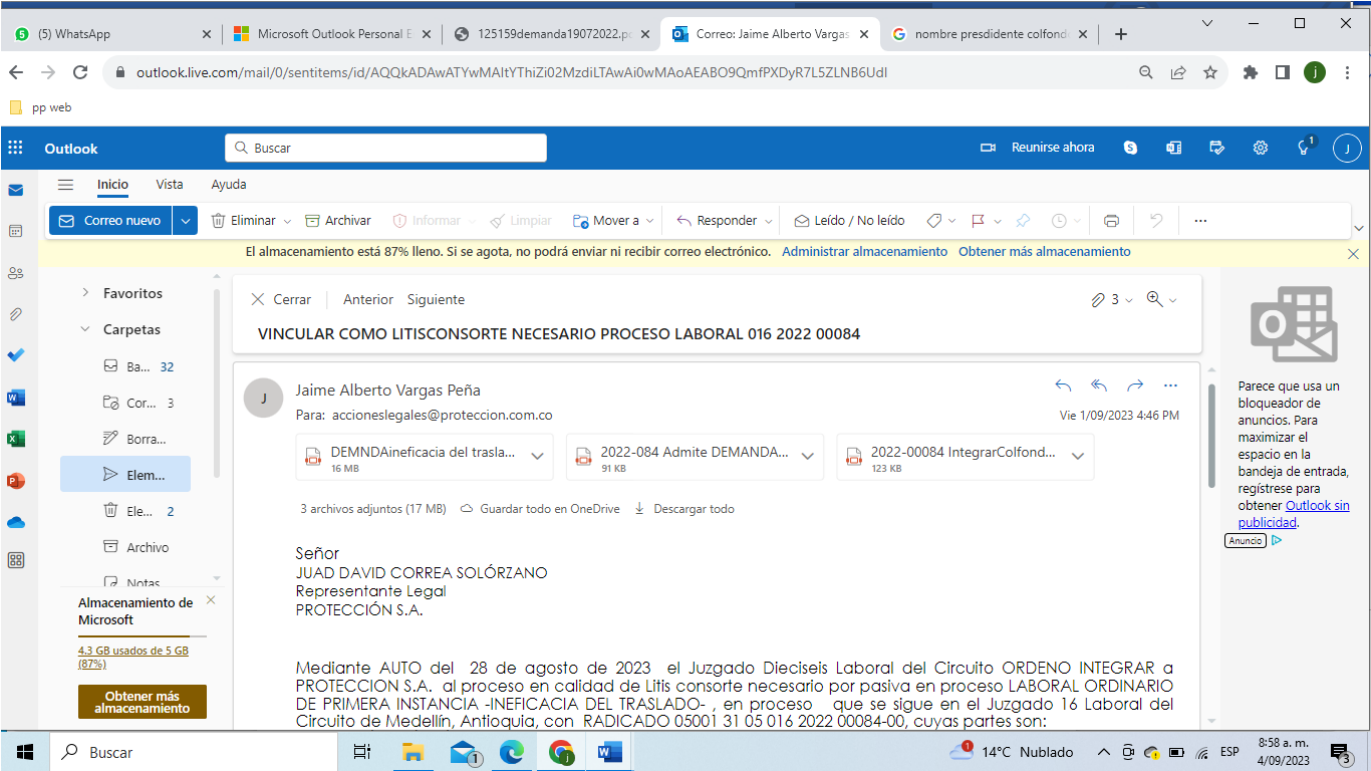 (5) WhatsApp
Microsoft Outlook Personal E
125159demanda19072022.p
Correo: Jaime Alberto Vargas
nombre presdidente colfond
outlook.live.com/mail/0/sentitems/id/AQQkADAwATYwMAItYThiZi02MzdiLTAwAi0wMAoAEABO9QmfPXDyR7L5ZLNB6UdI
pp web
Outlook
Buscar
Reunirse ahora
1
J
Inicio Vista Ayuda
Correo nuevo
Eliminar
Archivar
Informar
Limpiar
Mover a
Responder
Leído / No leído
El almacenamiento está 87% lleno. Si se agota, no podrá enviar ni recibir correo electrónico. Administrar almacenamiento Obtener más almacenamiento
Favoritos
Carpetas
Ba... 32
Cor... 3
Borra...
Elem...
Ele... 2
Archivo
Notas
Almacenamiento de
Microsoft
4.3 GB usados de 5 GB
(87%)
Obtener más
almacenamiento
Cerrar Anterior Siguiente
3
VINCULAR COMO LITISCONSORTE NECESARIO PROCESO LABORAL 016 2022 00084
J
Jaime Alberto Vargas Peña
Para: accioneslegales@proteccion.com.co
Vie 1/09/2023 4:46 PM
DEMNDAineficacia del trasla...
16 MB
2022-084 Admite DEMANDA...
91 KB
2022-00084 IntegrarColfond...
123 KB
3 archivos adjuntos (17 MB) Guardar todo en OneDrive Descargar todo
Señor
JUAD DAVID CORREA SOLÓRZANO
Representante Legal
PROTECCIÓN S.A.
Mediante AUTO del 28 de agosto de 2023 el Juzgado Dieciseis Laboral del Circuito ORDENO INTEGRAR a
PROTECCION S.A. al proceso en calidad de Litis consorte necesario por pasiva en proceso LABORAL ORDINARIO
DE PRIMERA INSTANCIA -INEFICACIA DEL TRASLADO- , en proceso que se sigue en el Juzgado 16 Laboral del
Circuito de Medellín, Antioquia, con RADICADO 05001 31 05 016 2022 00084-00, cuyas partes son:
Parece que usa un
bloqueador de
anuncios. Para
maximizar el
espacio en la
bandeja de entrada,
regístrese para
obtener Outlook sin
publicidad.
Anuncio
Buscar
14°C Nublado
ESP
8:58 a. m.
4/09/2023